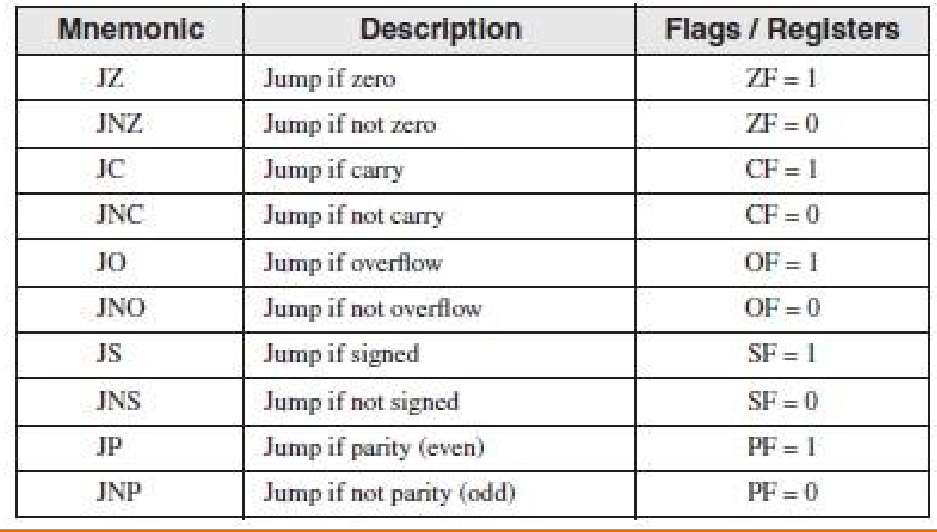 Mnemonic Description Flags / Registers
JZ Jump if zero ZF = 1
JNZ Jump if not zero ZF = 0
JC Jump if carry CF = 1
JNC Jump if not carry CF = 0
JO Jump if overflow OF = 1
JNO Jump if not overflow OF = 0
JS Jump if signed SF = 1
JNS Jump if not signed SF = 0
JP Jump if parity (even) PF = 1
JNP Jump if not parity (odd) PF = 0